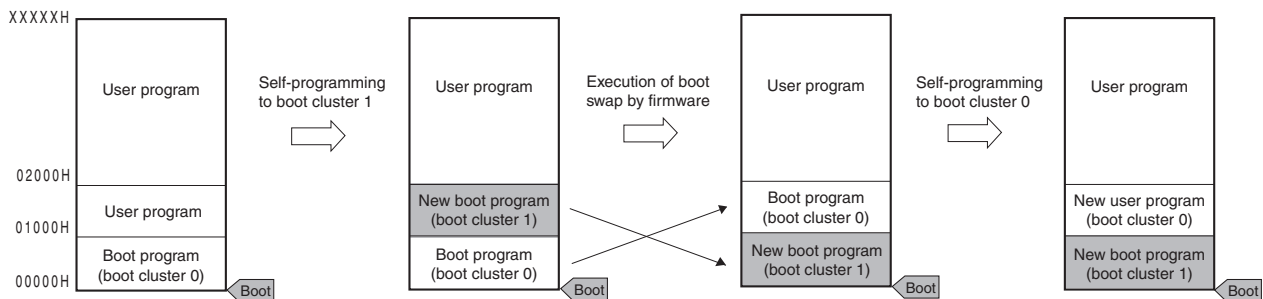 XXXXXH
User program
Self-programming
to boot cluster 1
User program
Execution of boot
swap by firmware
User program
Self-programming
to boot cluster 0
User program
02000H
User program
01000H
Boot program
(boot cluster 0)
00000H
Boot
New boot program
(boot cluster 1)
Boot program
(boot cluster 0)
Boot
Boot program
(boot cluster 0)
New boot program
(boot cluster 1)
Boot
New user program
(boot cluster 0)
New boot program
(boot cluster 1)
Boot